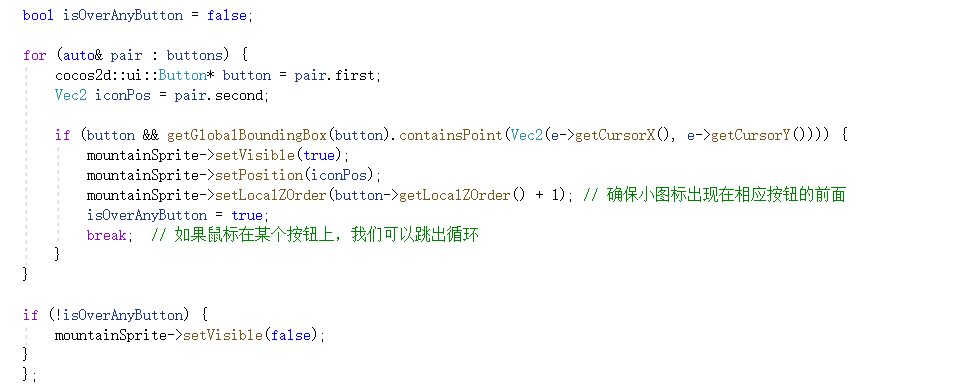 bool isOverAnyButton = false;
for (auto& pair : buttons) {
cocos2d::ui::Button* button = pair.first;
Vec2 iconPos = pair.second;
if (button && getGlobalBoundingBox(button).containsPoint(Vec2(e->getCursorX(), e->getCursorY()))) {
mountainSprite->setVisible(true);
mountainSprite->setPosition(iconPos);
mountainSprite->setLocalZOrder(button->getLocalZOrder() + 1); // 确保小图标出现在相应按钮的前面
isOverAnyButton = true;
break;  // 如果鼠标在某个按钮上，我们可以跳出循环
}
}
if (!isOverAnyButton) {
mountainSprite->setVisible(false);
}
};